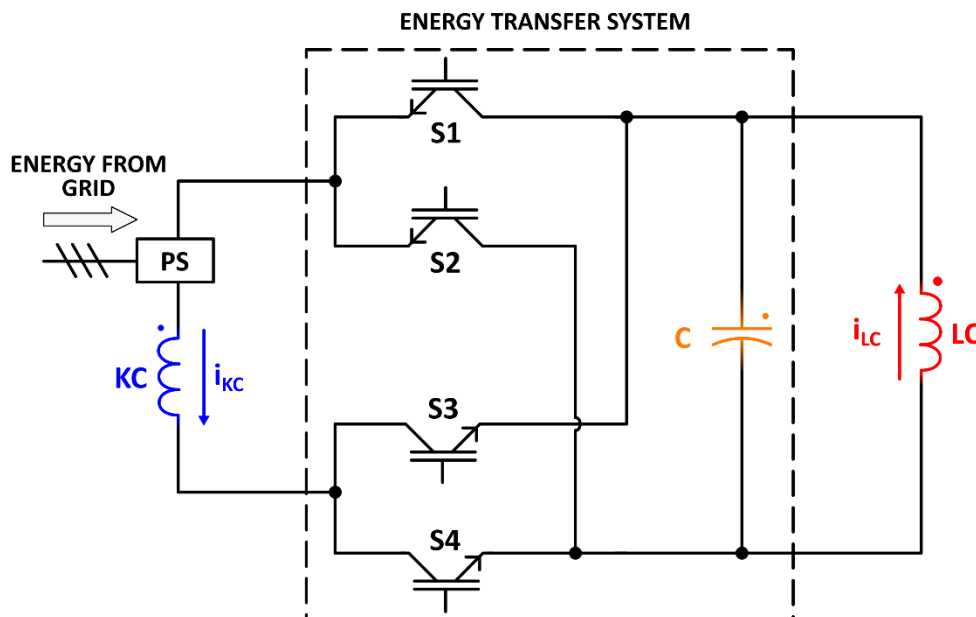 ENERGY TRANSFER SYSTEM
S1
ENERGY FROM
GRID
S2
PS
C
iLC
LC
KC
iKC
S3
S4